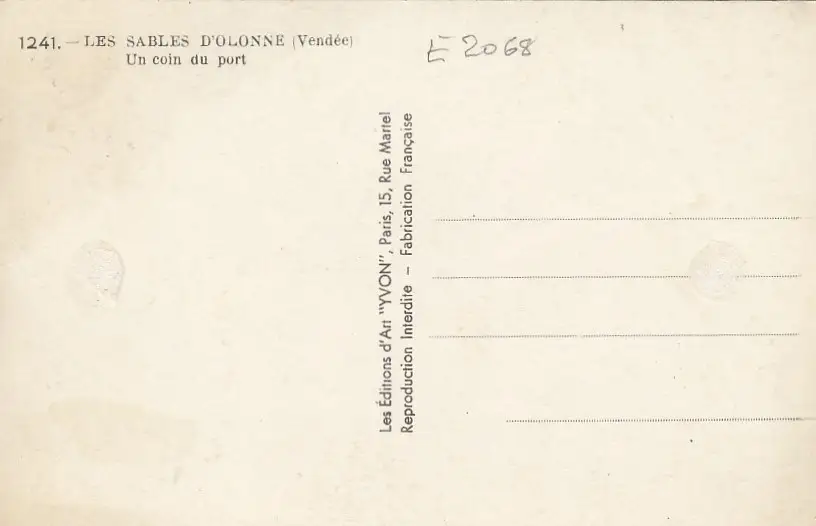 1241. — LES SABLES D'OLONNE (Vendée)
Un coin du port
E 2068
Les Éditions d'Art "YVON", Paris, 15, Rue Martel
Reproduction Interdite — Fabrication Française